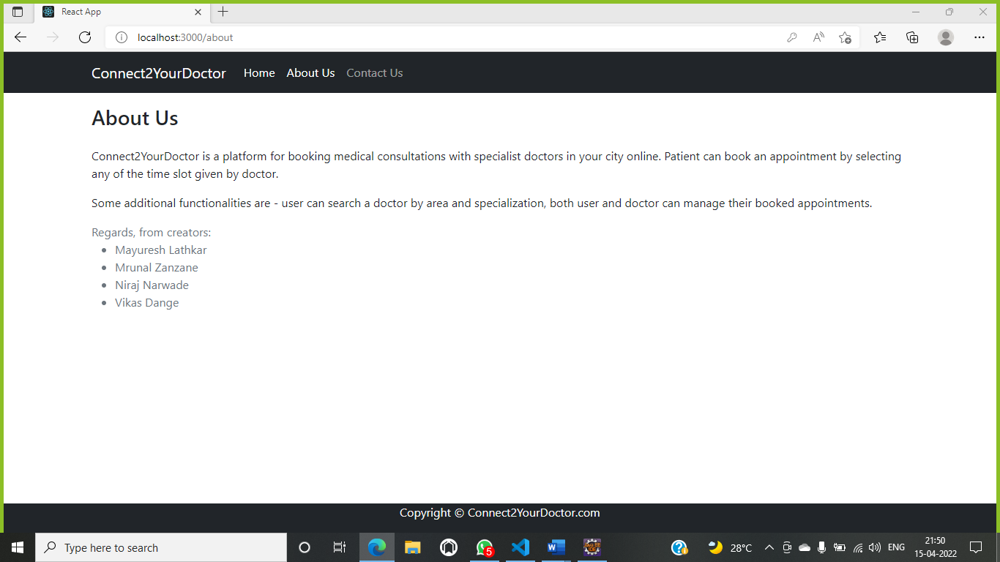 React App
localhost:3000/about
Connect2YourDoctor Home About Us Contact Us
About Us
Connect2YourDoctor is a platform for booking medical consultations with specialist doctors in your city online. Patient can book an appointment by selecting
any of the time slot given by doctor.
Some additional functionalities are - user can search a doctor by area and specialization, both user and doctor can manage their booked appointments.
Regards, from creators:
• Mayuresh Lathkar
• Mrunal Zanzane
• Niraj Narwade
• Vikas Dange
Copyright © Connect2YourDoctor.com
Type here to search
5
Java EE
IDE
28°C
ENG
21:50
15-04-2022